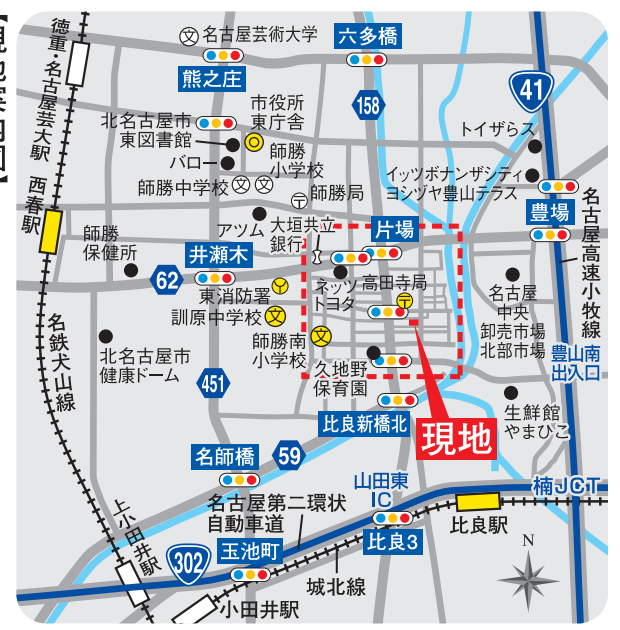 【現地案内図】
徳重・名古屋芸大駅
文 名古屋芸術大学
六多橋
熊之庄
41
158
市役所
東庁舎
北名古屋市
東図書館
トイザらス
バロー
師勝
小学校
イッツボナンザシティ
ヨシヅヤ豊山テラス
師勝中学校 文 文
〒 師勝局
西春駅
アツム
大垣共立
銀行
片場
豊場
名古屋高速小牧線
師勝
保健所
井瀬木
62
ネッツ
トヨタ
高田寺局
〒
東消防署
訓原中学校 文
名古屋
中央
卸売市場
北部市場
名鉄犬山線
師勝南
小学校
文
北名古屋市
健康ドーム
久地野
保育園
豊山南
出入口
451
比良新橋北
現地
生鮮館
やまひこ
名師橋
59
山田東
IC
楠JCT
上小田井駅
名古屋第二環状
自動車道
比良駅
玉池町
比良3
302
城北線
小田井駅
N